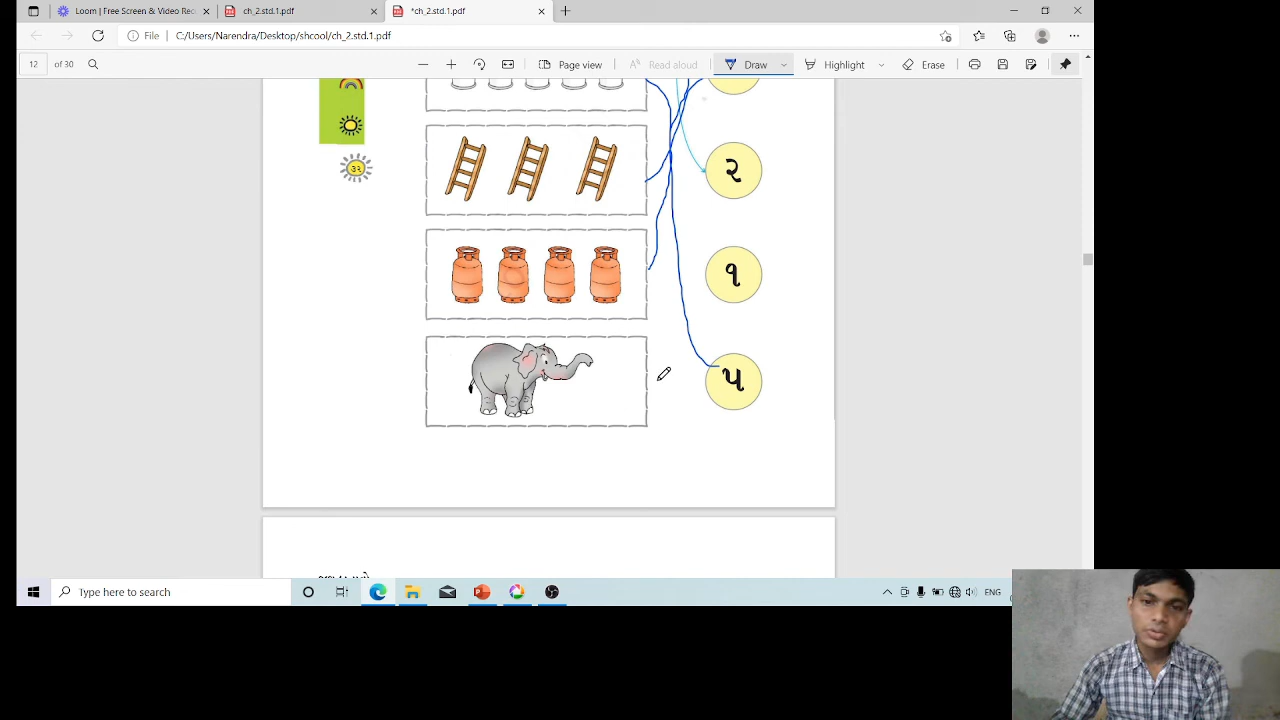 Loom | Free Screen & Video Rec
ch_2.std.1.pdf
*ch_2.std.1.pdf
File
C:/Users/Narendra/Desktop/shcool/ch_2.std.1.pdf
12 of 30
Page view
Read aloud
Draw
Highlight
Erase
૨
૩૨
૧
૫
Type here to search
ENG